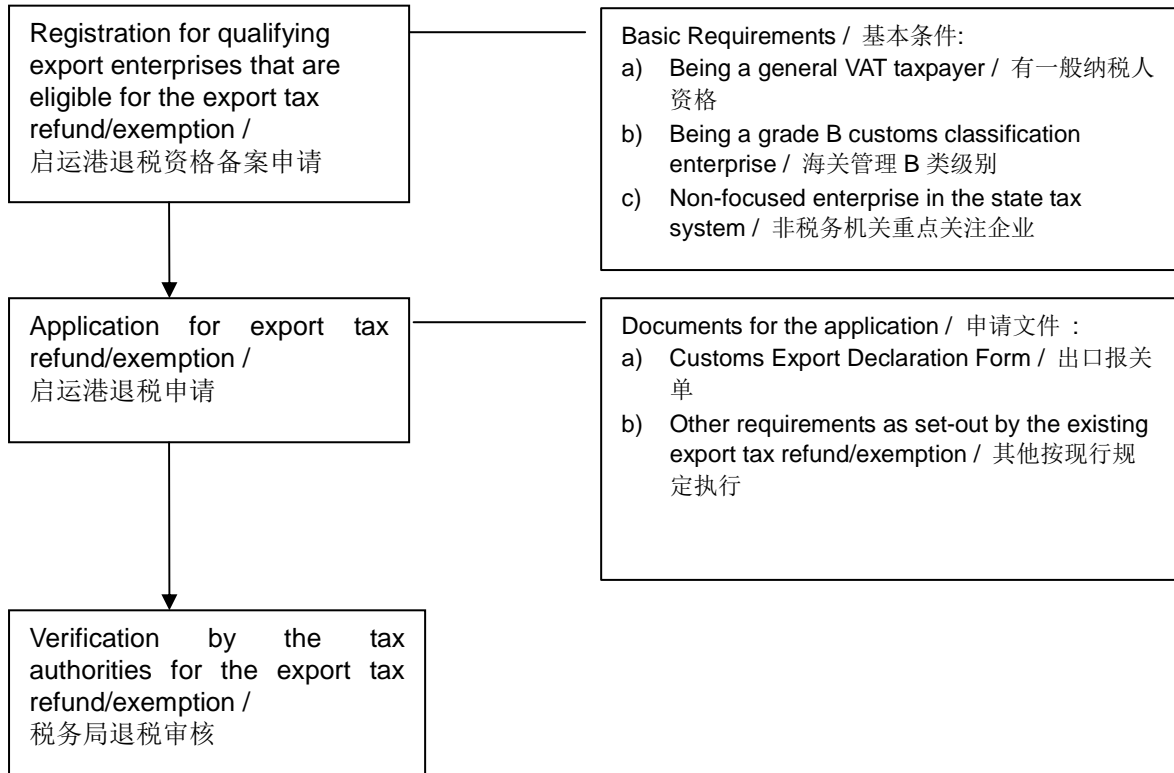 Registration for qualifying
export enterprises that are
eligible for the export tax
refund/exemption /
启运港退税资格备案申请
Basic Requirements / 基本条件:
a) Being a general VAT taxpayer / 有一般纳税人
资格
b) Being a grade B customs classification
enterprise / 海关管理 B 类级别
c) Non-focused enterprise in the state tax
system / 非税务机关重点关注企业
Application for export tax
refund/exemption /
启运港退税申请
Documents for the application / 申请文件 :
a) Customs Export Declaration Form / 出口报关
单
b) Other requirements as set-out by the existing
export tax refund/exemption / 其他按现行规
定执行
Verification by the tax
authorities for the export tax
refund/exemption /
税务局退税审核